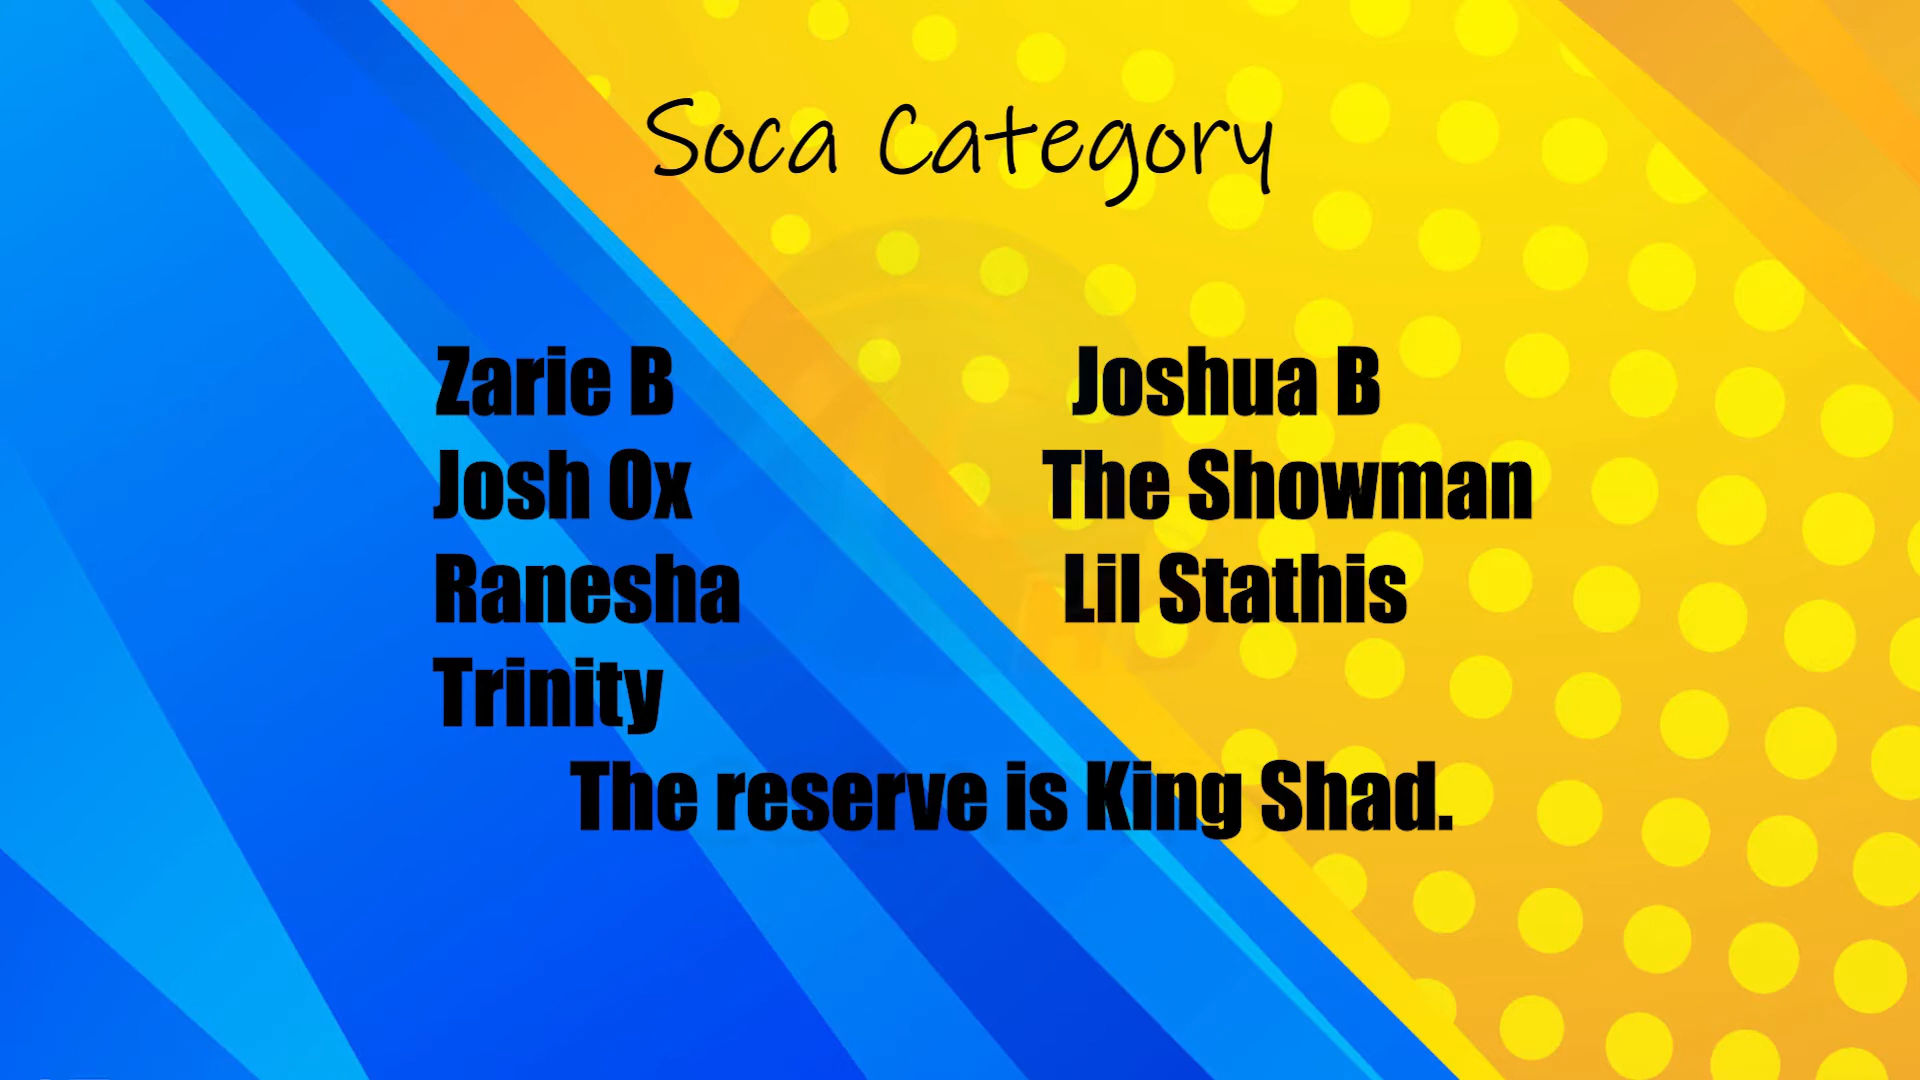 Soca Category
Zarie B
Joshua B
Josh Ox
The Showman
Ranesha
Lil Stathis
Trinity
The reserve is King Shad.